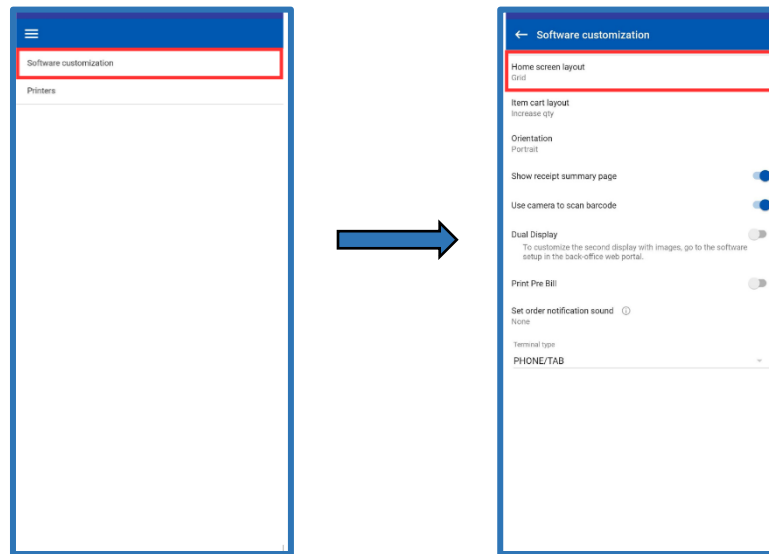 Software customization
Printers
Software customization
Home screen layout
Grid
Item cart layout
Increase qty
Orientation
Portrait
Show receipt summary page
Use camera to scan barcode
Dual Display
To customize the second display with images, go to the software
setup in the back-office web portal.
Print Pre Bill
Set order notification sound
None
Terminal type
PHONE/TAB